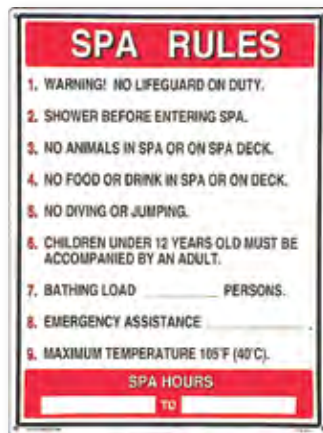 SPA RULES
1. WARNING! NO LIFEGUARD ON DUTY.
2. SHOWER BEFORE ENTERING SPA.
3. NO ANIMALS IN SPA OR ON SPA DECK.
4. NO FOOD OR DRINK IN SPA OR ON DECK.
5. NO DIVING OR JUMPING.
6. CHILDREN UNDER 12 YEARS OLD MUST BE
ACCOMPANIED BY AN ADULT.
7. BATHING LOAD ________ PERSONS.
8. EMERGENCY ASSISTANCE ________.
9. MAXIMUM TEMPERATURE 105°F (40°C).
SPA HOURS
TO